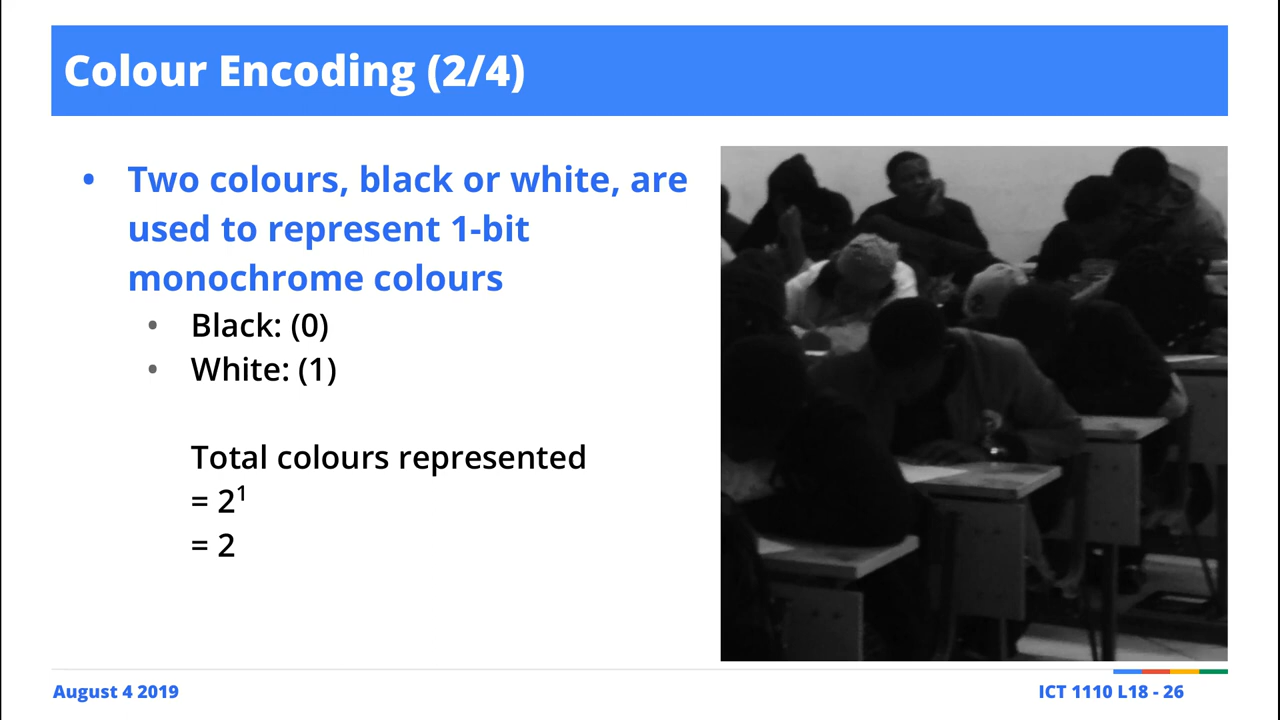 Colour Encoding (2/4)
• Two colours, black or white, are
used to represent 1-bit
monochrome colours
• Black: (0)
• White: (1)
Total colours represented
= 2¹
= 2
August 4 2019
ICT 1110 L18 - 26